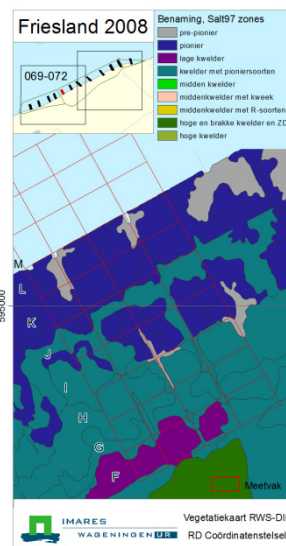 Friesland 2008
069-072
Benaming, Salt97 zones
pre-pionier
pionier
lage kwelder
kwelder met pioniersoorten
midden kwelder
middenkwelder met kweek
middenkwelder met R-soorten
hoge en brakke kwelder en ZD
hoge kwelder
M
L
595000
K
J
I
H
G
F
Meetvak
IMARES
WAGENINGEN UR
Vegetatiekaart RWS-DI
RD Coördinatenstelsel